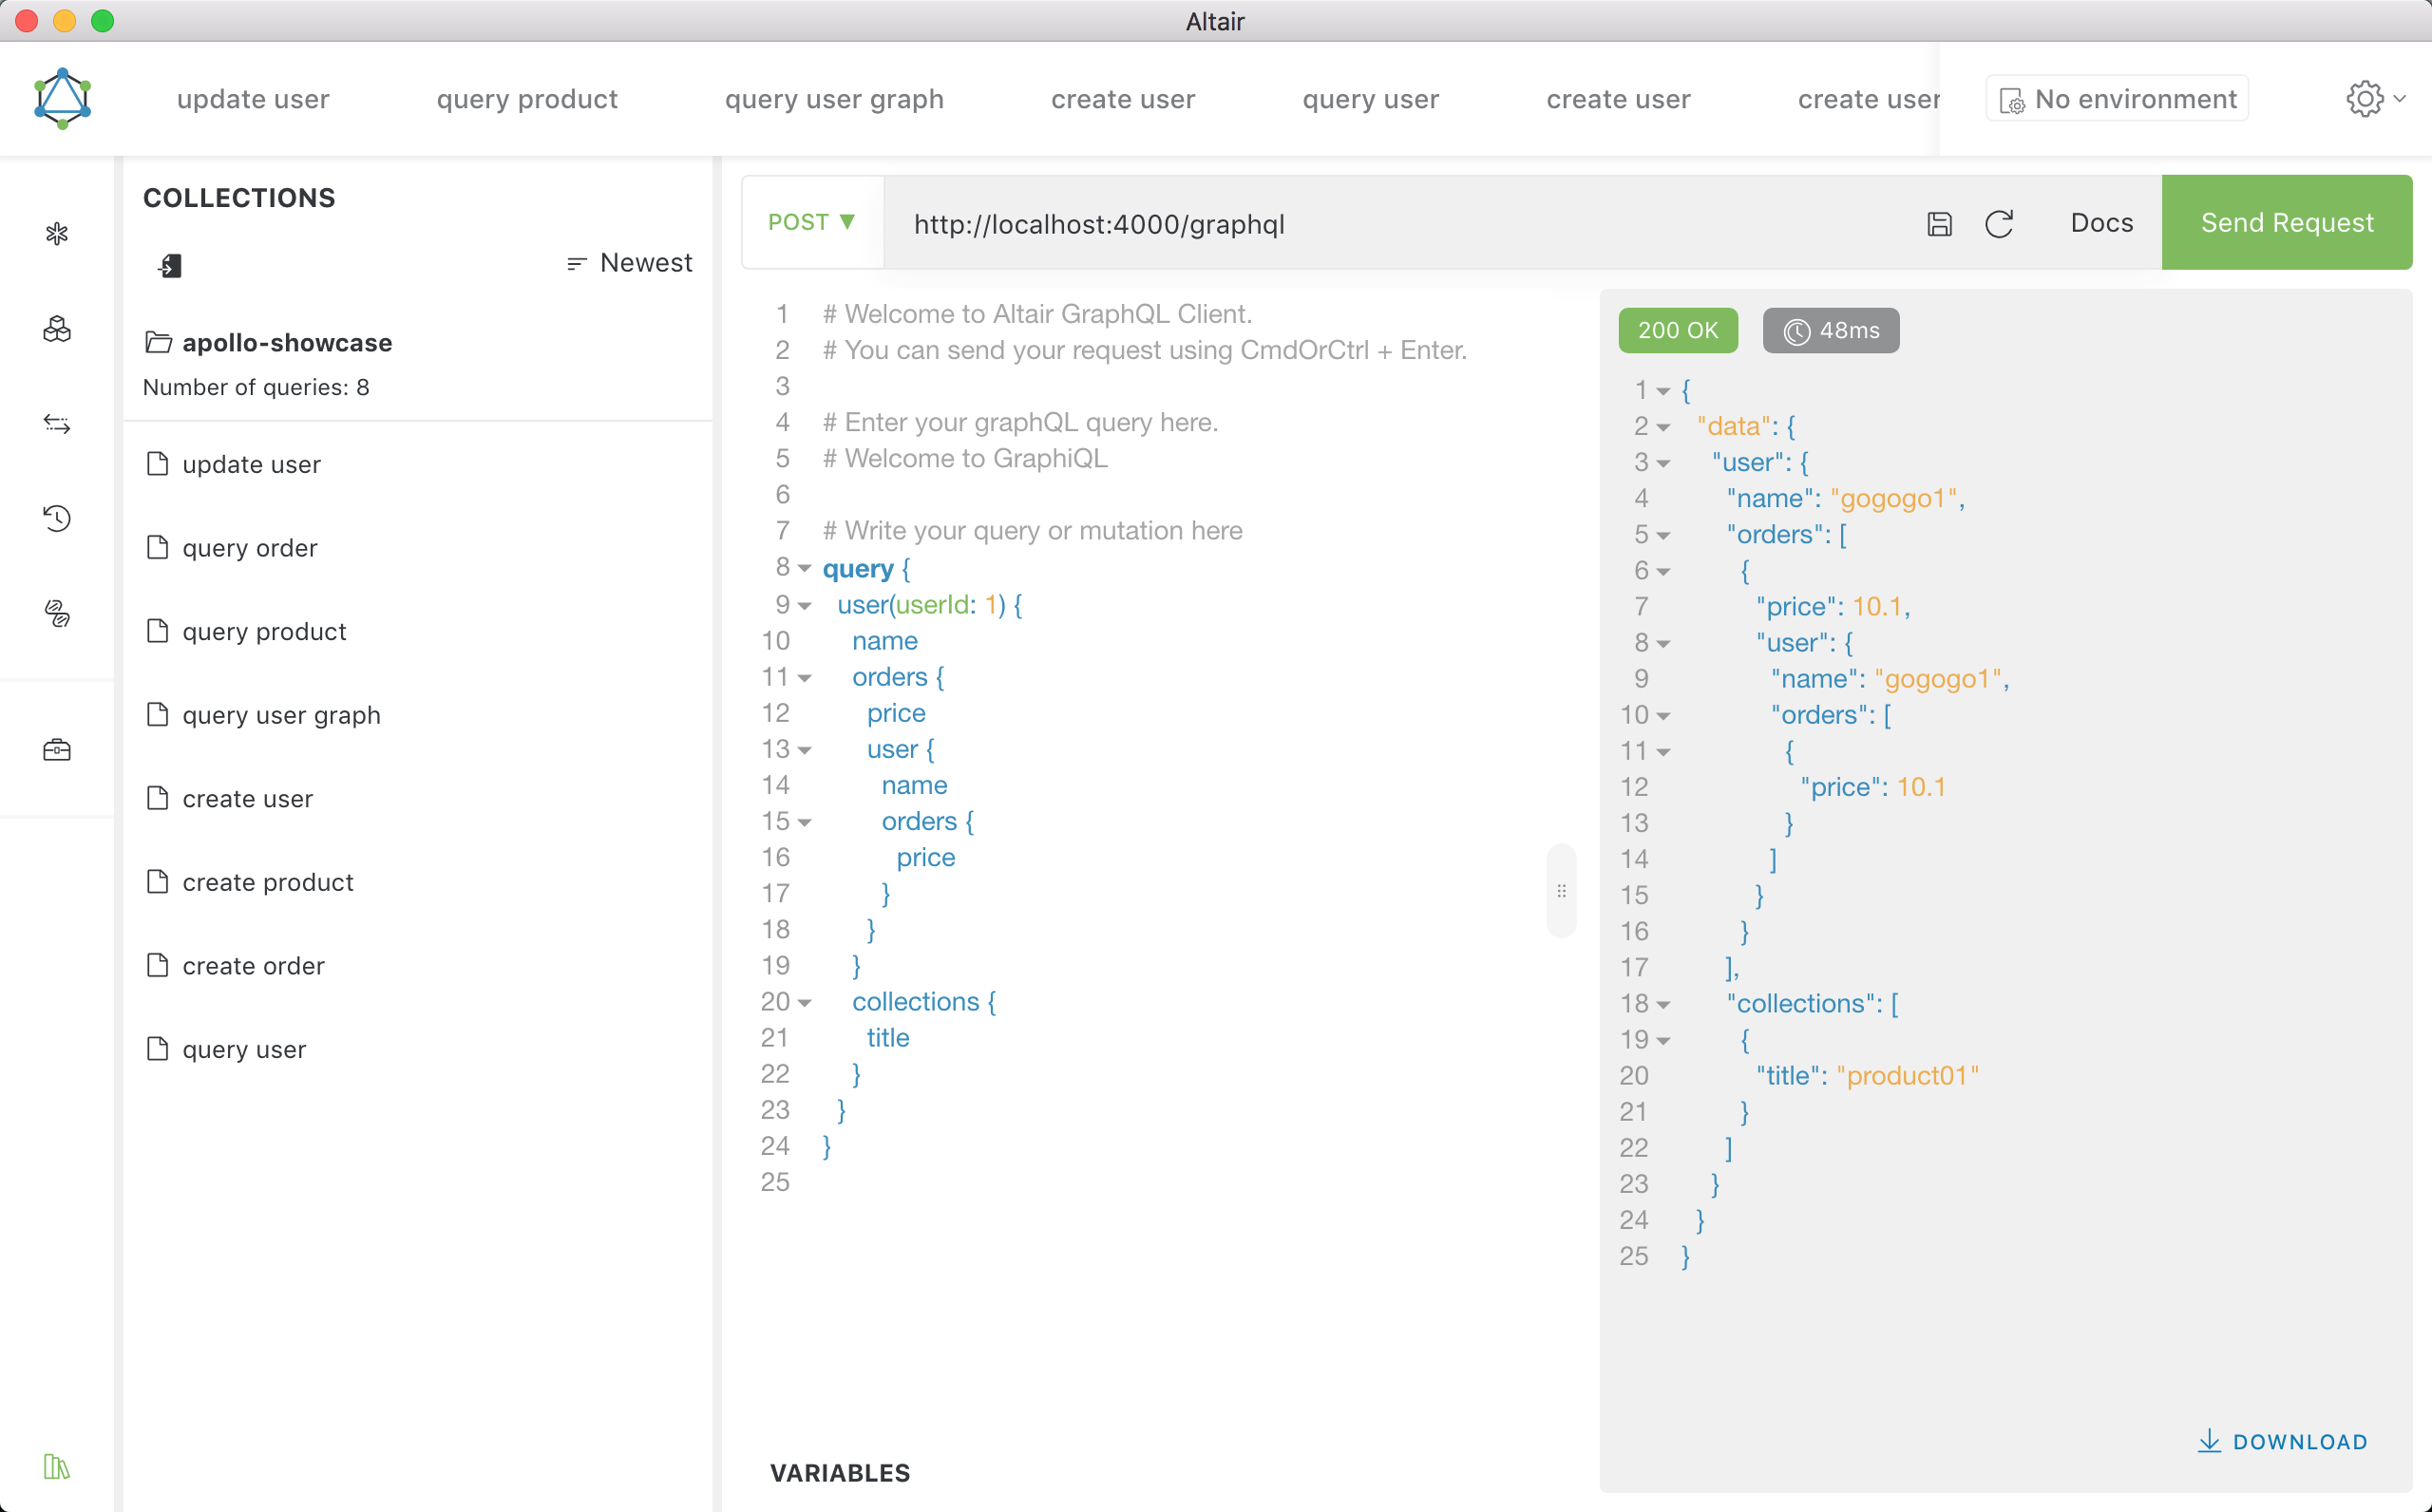 Altair
update user
query product
query user graph
create user
query user
create user
create user
No environment
COLLECTIONS
Newest
apollo-showcase
Number of queries: 8
update user
query order
query product
query user graph
create user
create product
create order
query user
POST ▼
http://localhost:4000/graphql
Docs
Send Request
1 # Welcome to Altair GraphQL Client.
2 # You can send your request using CmdOrCtrl + Enter.
3
4 # Enter your graphQL query here.
5 # Welcome to GraphiQL
6
7 # Write your query or mutation here
8 query {
9 user(userId: 1) {
10 name
11 orders {
12 price
13 user {
14 name
15 orders {
16 price
17 }
18 }
19 }
20 collections {
21 title
22 }
23 }
24 }
25
VARIABLES
200 OK
48ms
1 {
2 "data": {
3 "user": {
4 "name": "gogogo1",
5 "orders": [
6 {
7 "price": 10.1,
8 "user": {
9 "name": "gogogo1",
10 "orders": [
11 {
12 "price": 10.1
13 }
14 ]
15 }
16 }
17 ],
18 "collections": [
19 {
20 "title": "product01"
21 }
22 ]
23 }
24 }
25 }
DOWNLOAD